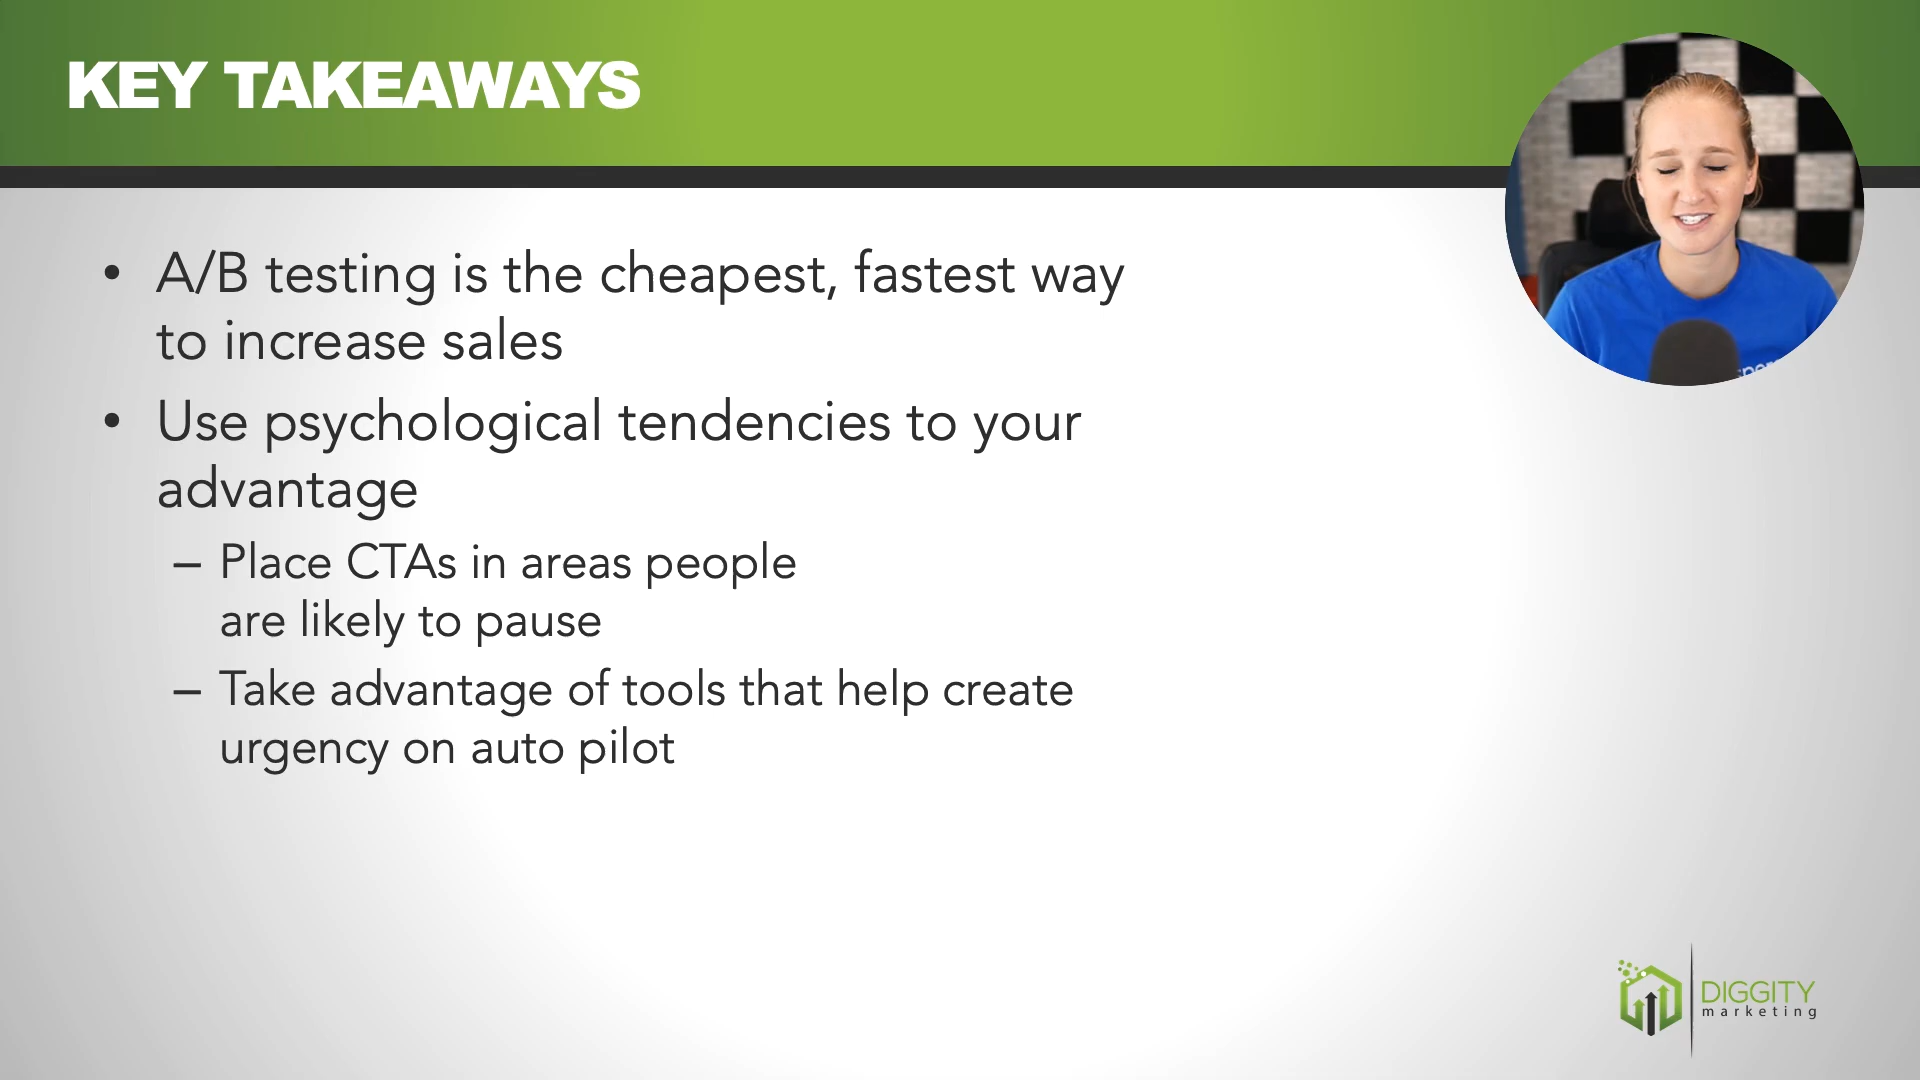 KEY TAKEAWAYS
• A/B testing is the cheapest, fastest way
to increase sales
• Use psychological tendencies to your
advantage
– Place CTAs in areas people
are likely to pause
– Take advantage of tools that help create
urgency on auto pilot
DIGGITY
marketing